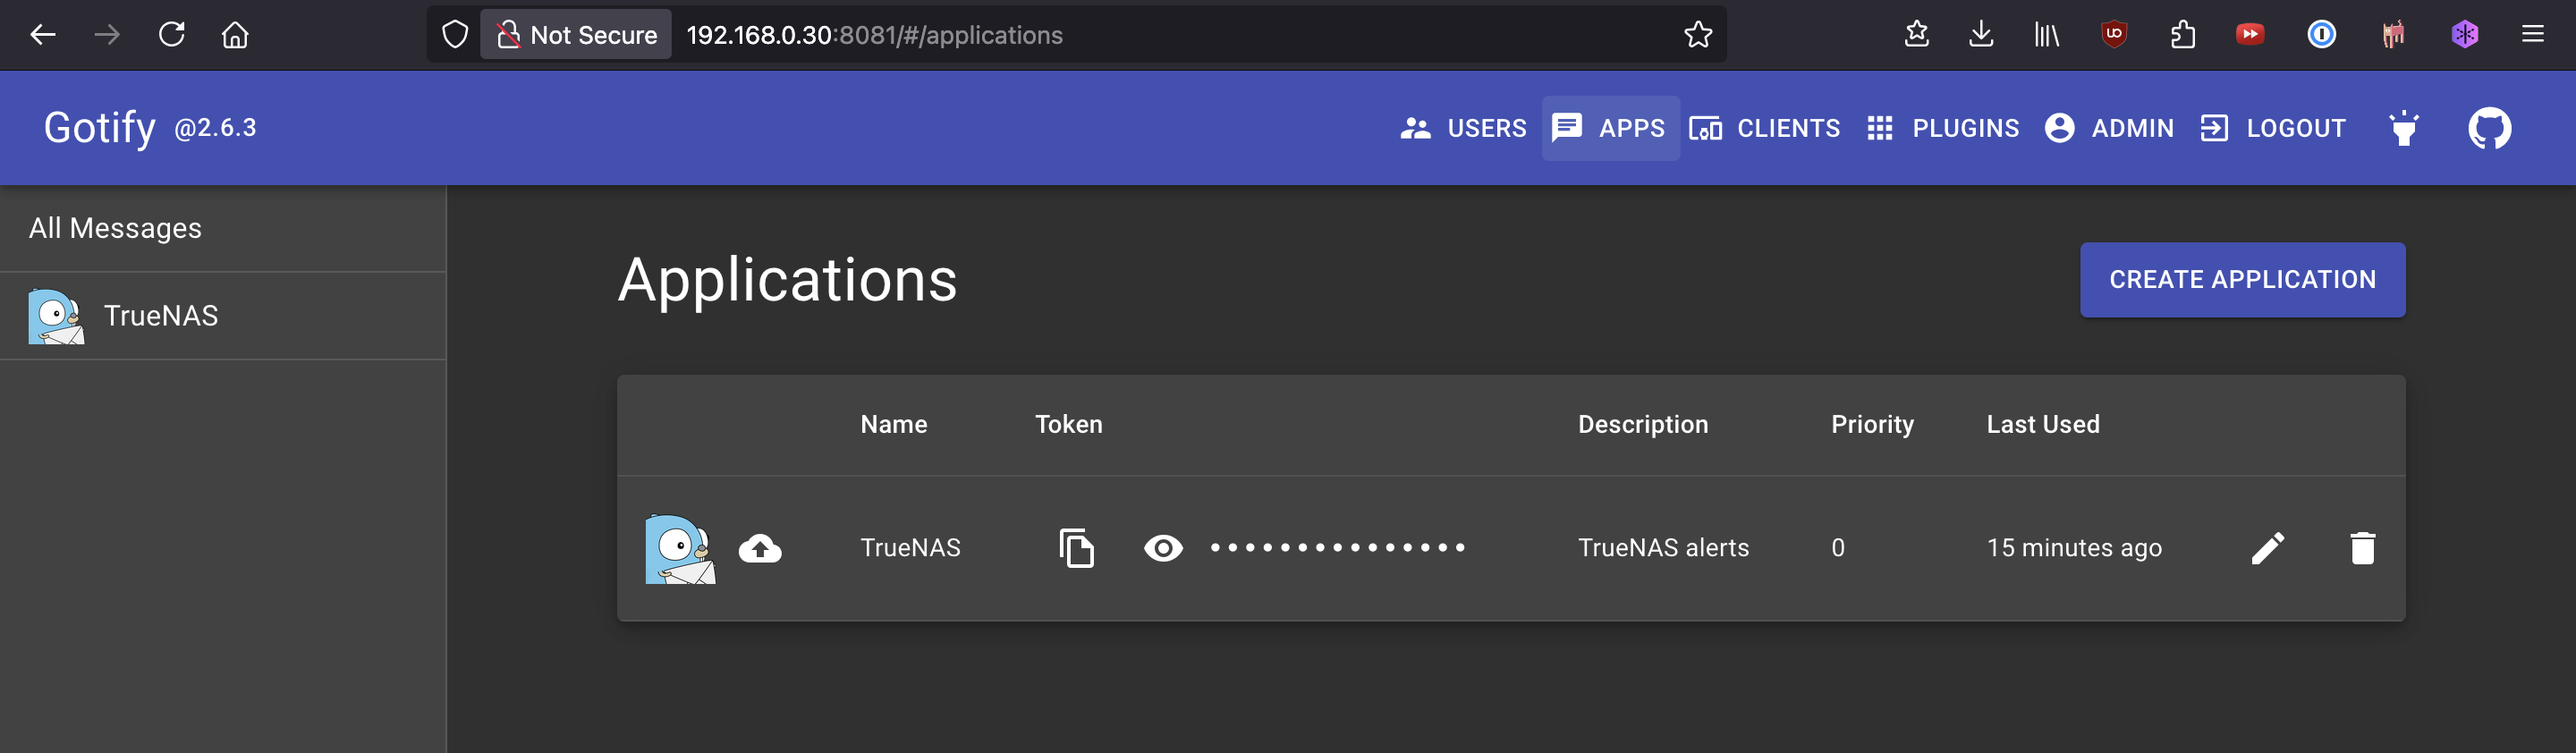 Not Secure 192.168.0.30:8081/#/applications
Gotify @2.6.3 USERS APPS CLIENTS PLUGINS ADMIN LOGOUT
All Messages
TrueNAS
Applications
CREATE APPLICATION
Name Token Description Priority Last Used
TrueNAS ••••••••••••••• TrueNAS alerts 0 15 minutes ago